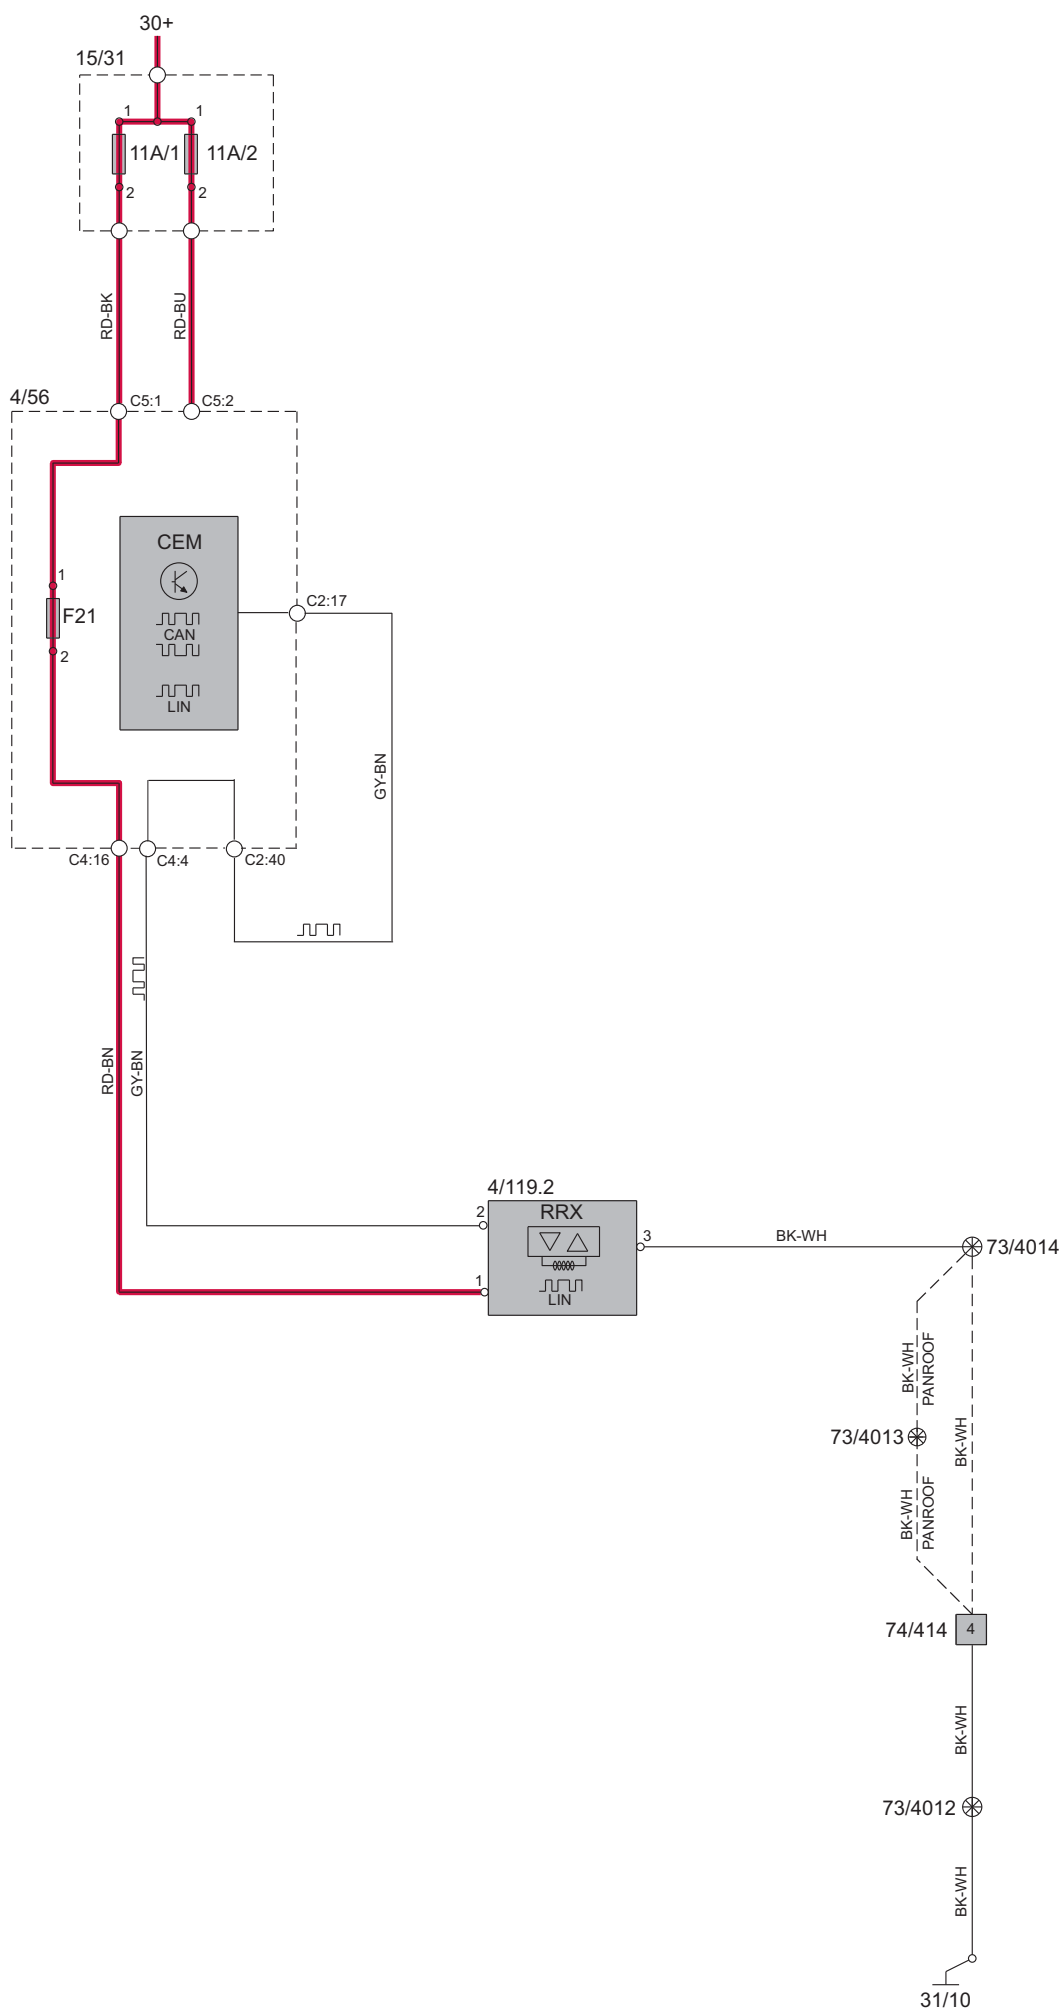 30+
15/31
1
1
11A/1
11A/2
2
2
RD-BK
RD-BU
4/56
C5:1
C5:2
CEM
1
C2:17
F21
CAN
2
LIN
GY-BN
C4:16
C4:4
C2:40
RD-BN
GY-BN
4/119.2
2
RRX
3
BK-WH
73/4014
1
LIN
BK-WH
PANROOF
73/4013
BK-WH
BK-WH
PANROOF
74/414
4
BK-WH
73/4012
BK-WH
31/10